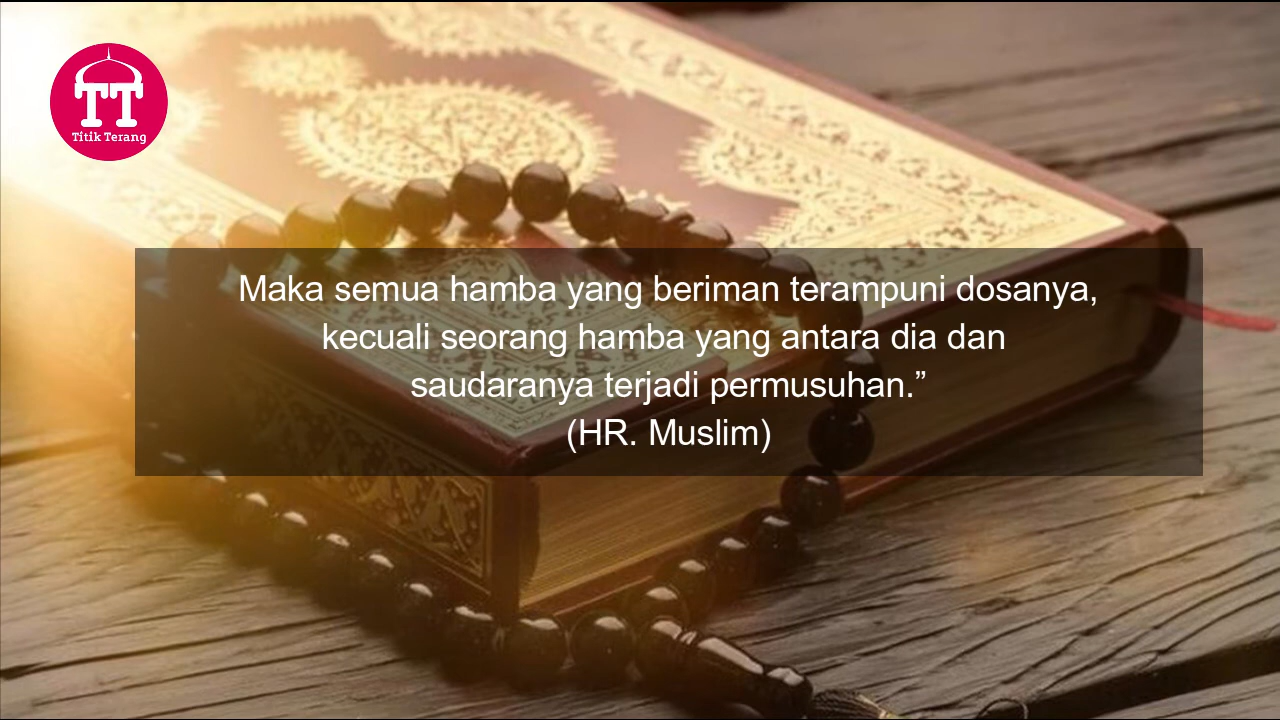 TT
Titik Terang
Maka semua hamba yang beriman terampuni dosanya,
kecuali seorang hamba yang antara dia dan
saudaranya terjadi permusuhan.”
(HR. Muslim)